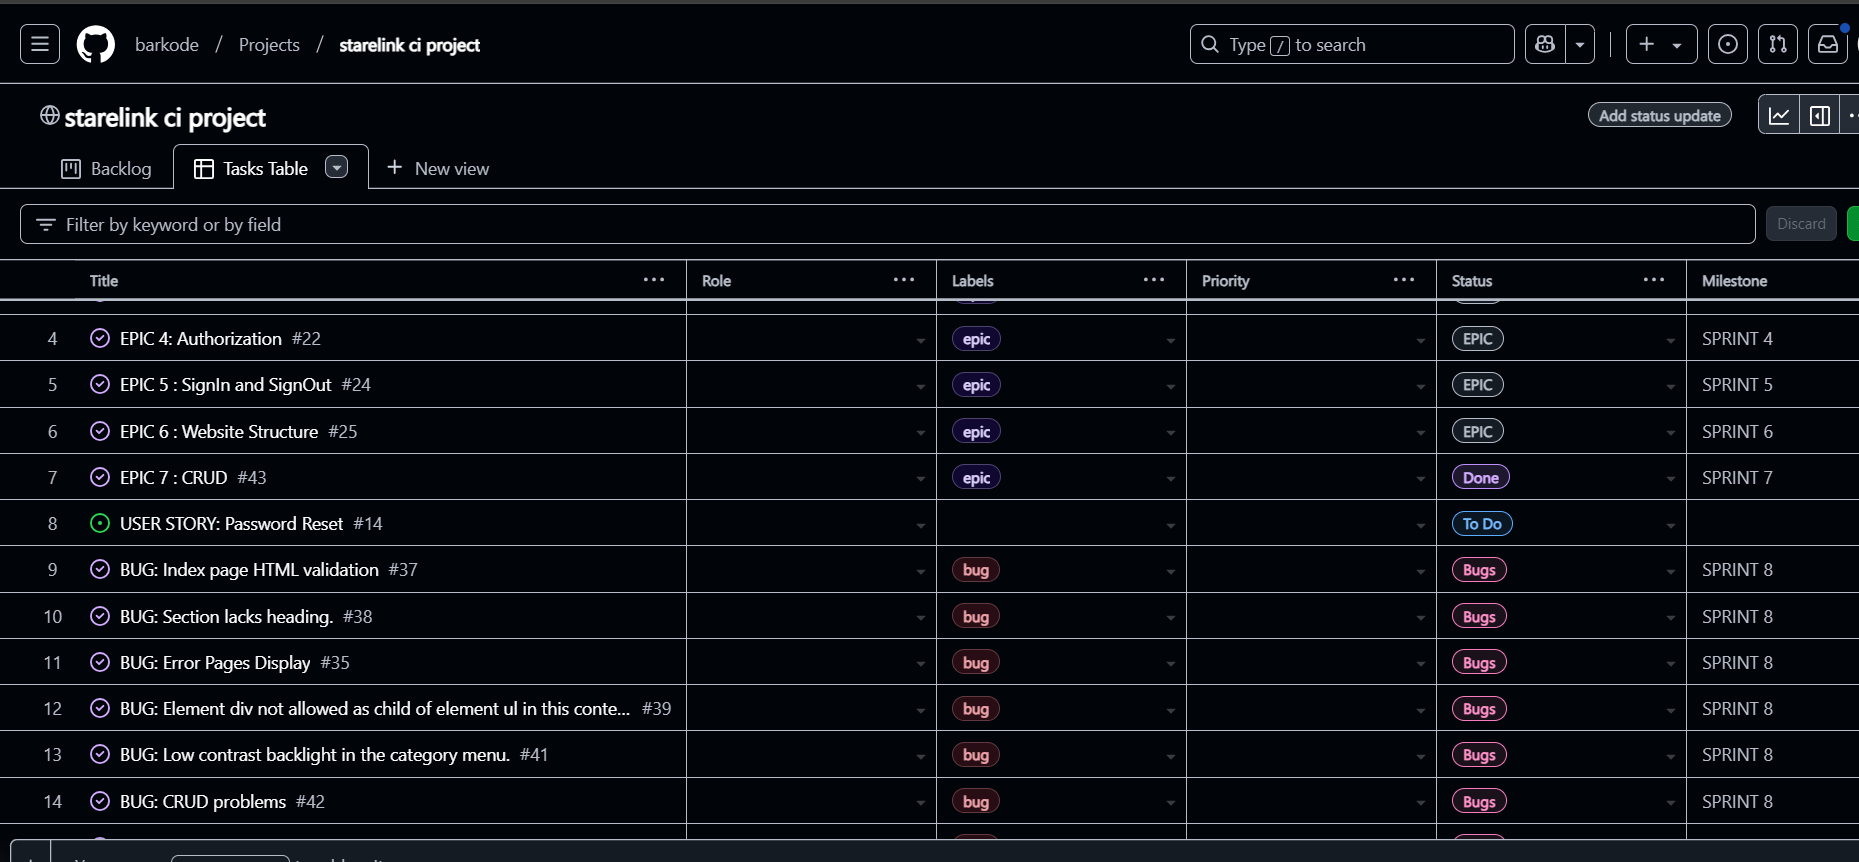 barkode / Projects / starelink ci project Type / to search
starelink ci project Add status update
Backlog Tasks Table New view
Filter by keyword or by field Discard
Title Role Labels Priority Status Milestone
4 EPIC 4: Authorization #22 epic EPIC SPRINT 4
5 EPIC 5 : SignIn and SignOut #24 epic EPIC SPRINT 5
6 EPIC 6 : Website Structure #25 epic EPIC SPRINT 6
7 EPIC 7 : CRUD #43 epic Done SPRINT 7
8 USER STORY: Password Reset #14 To Do
9 BUG: Index page HTML validation #37 bug Bugs SPRINT 8
10 BUG: Section lacks heading. #38 bug Bugs SPRINT 8
11 BUG: Error Pages Display #35 bug Bugs SPRINT 8
12 BUG: Element div not allowed as child of element ul in this conte... #39 bug Bugs SPRINT 8
13 BUG: Low contrast backlight in the category menu. #41 bug Bugs SPRINT 8
14 BUG: CRUD problems #42 bug Bugs SPRINT 8